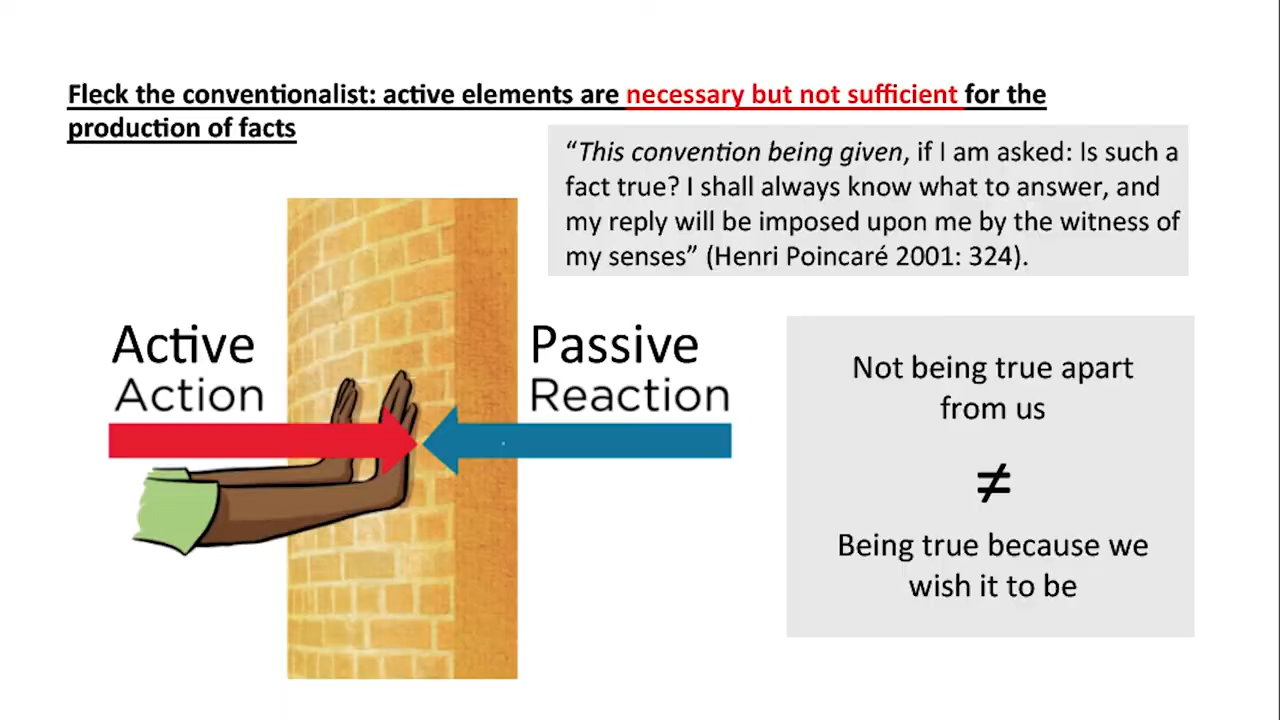 Fleck the conventionalist: active elements are necessary but not sufficient for the
production of facts
“This convention being given, if I am asked: Is such a
fact true? I shall always know what to answer, and
my reply will be imposed upon me by the witness of
my senses” (Henri Poincaré 2001: 324).
Active
Action
Passive
Reaction
Not being true apart
from us
≠
Being true because we
wish it to be